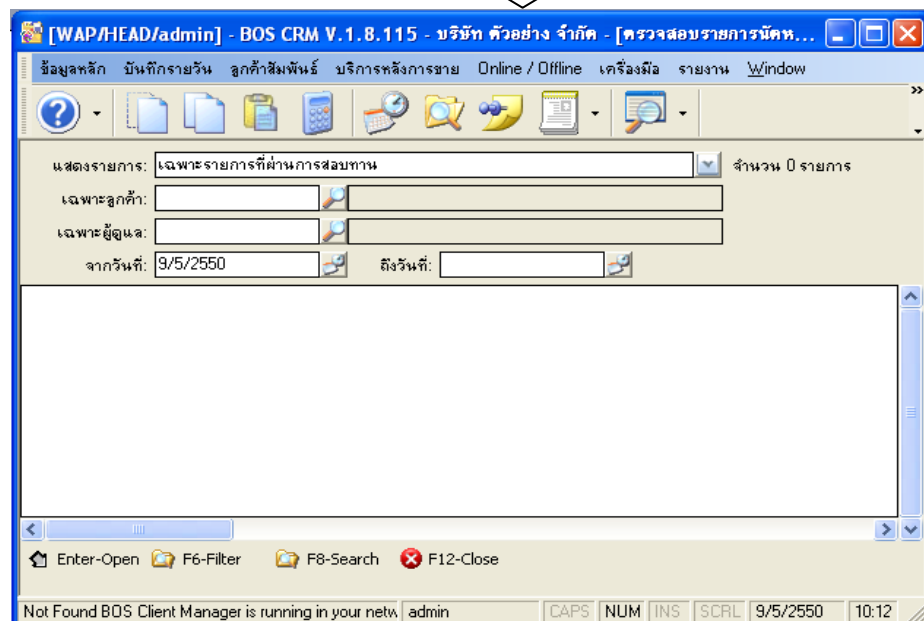 [WAP/HEAD/admin] - BOS CRM V.1.8.115 - บริษัท ตัวอย่าง จำกัด - [ตรวจสอบรายการนัดห...
ข้อมูลหลัก บันทึกรายวัน ลูกค้าสัมพันธ์ บริการหลังการขาย Online / Offline เครื่องมือ รายงาน Window
แสดงรายการ: เฉพาะรายการที่ผ่านการสอบทาน จำนวน 0 รายการ
เฉพาะลูกค้า:
เฉพาะผู้ดูแล:
จากวันที่: 9/5/2550 ถึงวันที่:
Enter-Open F6-Filter F8-Search F12-Close
Not Found BOS Client Manager is running in your netw admin CAPS NUM INS SCRL 9/5/2550 10:12